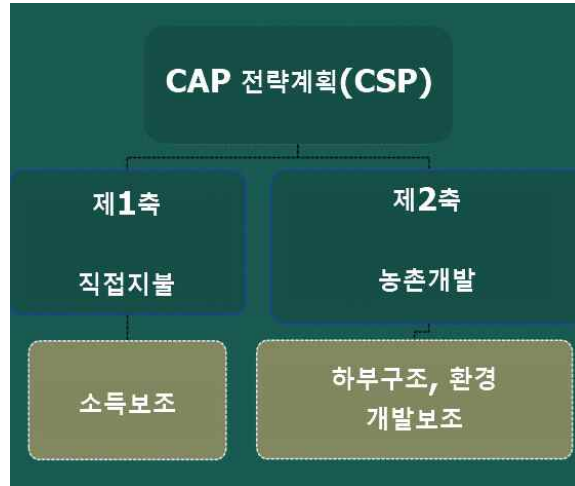 CAP 전략계획(CSP)
제1축
직접지불
제2축
농촌개발
소득보조
하부구조, 환경
개발보조